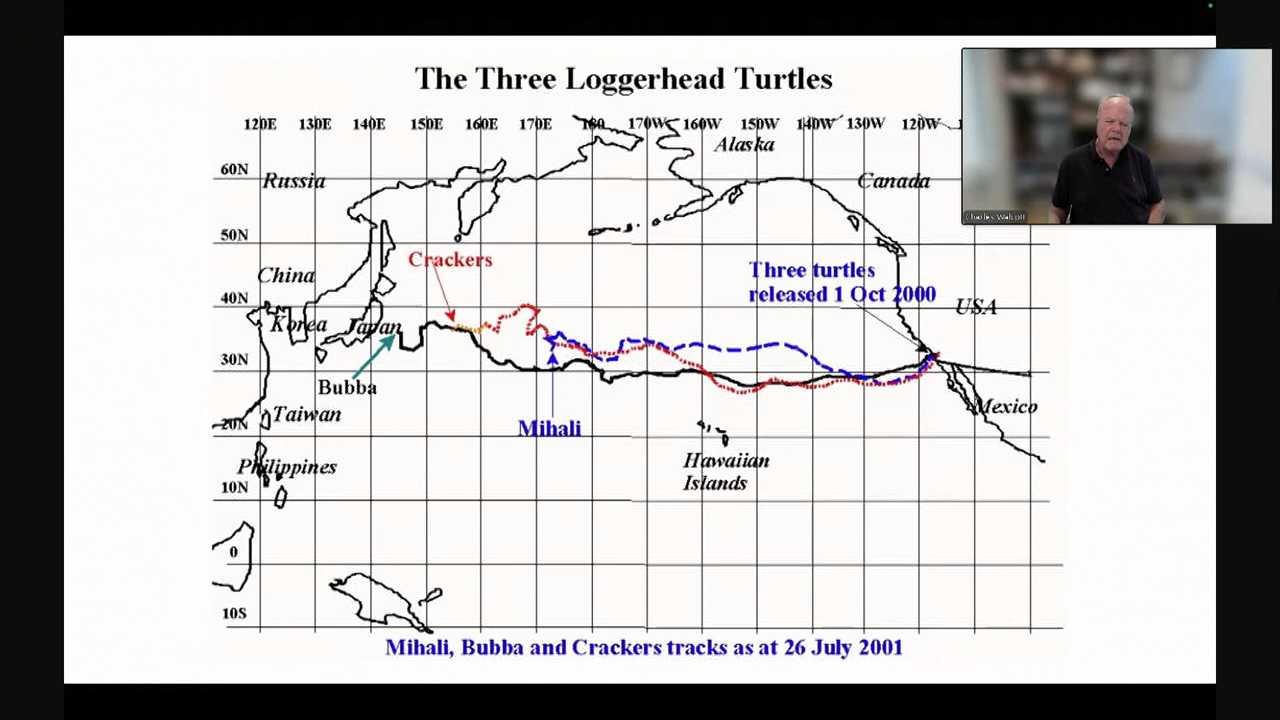 The Three Loggerhead Turtles
120E 130E 140E 150E 160E 170E 180 170W 160W 150W 140W 130W 120W
Alaska
60N
Russia
Canada
Charles Walcott
50N
Crackers
China
Three turtles
released 1 Oct 2000
40N
USA
Korea
Japan
30N
Bubba
Mexico
Taiwan
20N
Mihali
Philippines
Hawaiian
Islands
10N
0
10S
Mihali, Bubba and Crackers tracks as at 26 July 2001